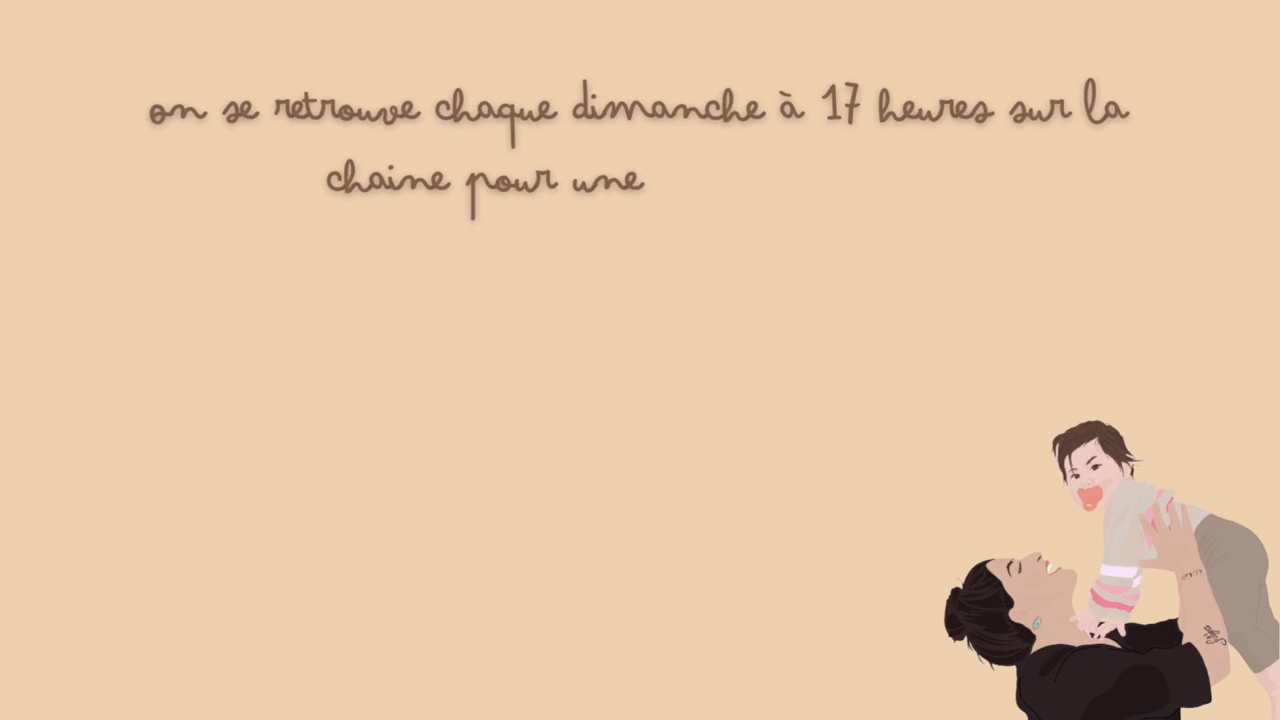 on se retrouve chaque dimanche à 17 heures sur la
chaine pour une